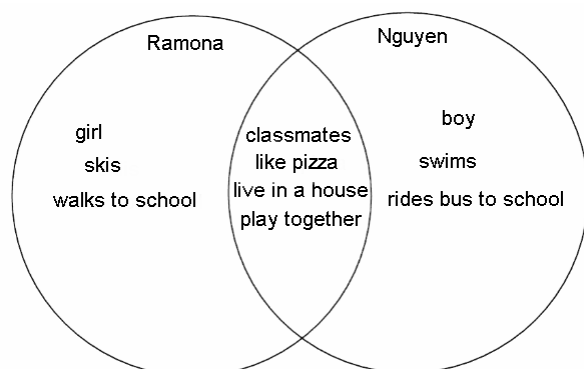 Ramona
girl
skis
walks to school
classmates
like pizza
live in a house
play together
Nguyen
boy
swims
rides bus to school